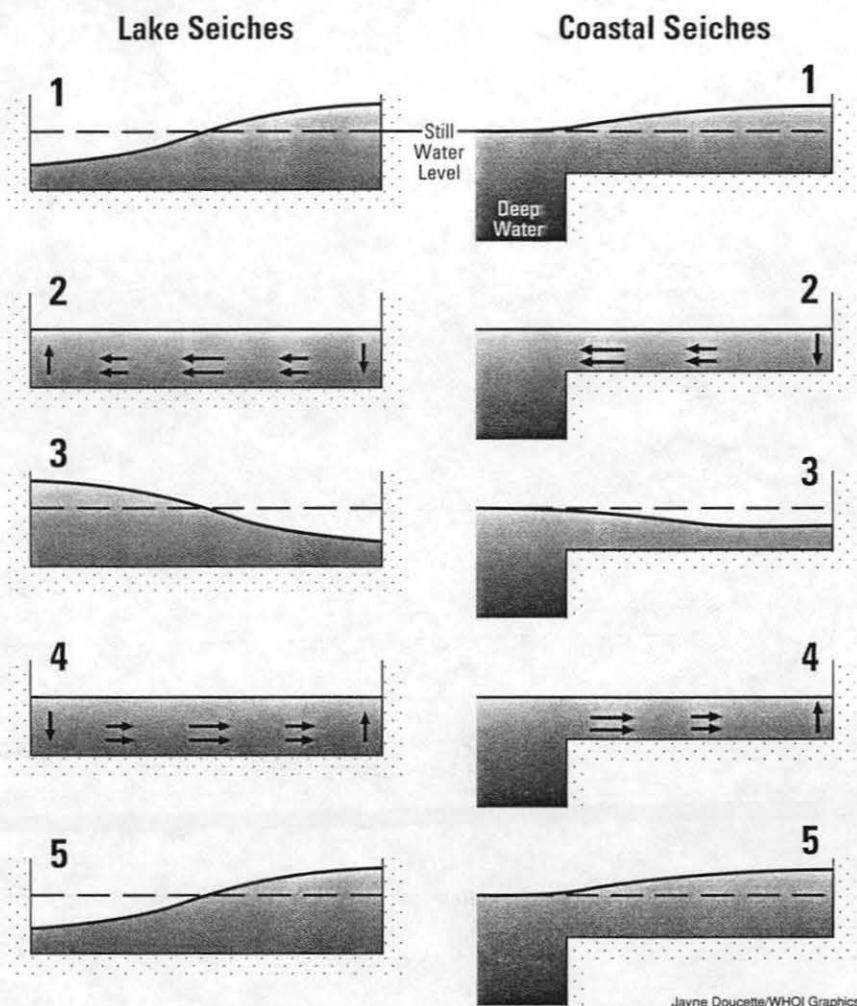 Lake Seiches
Coastal Seiches
1
1
Still
Water
Level
Deep
Water
2
2
3
3
4
4
5
5
Jayne Doucette/WHOI Graphics